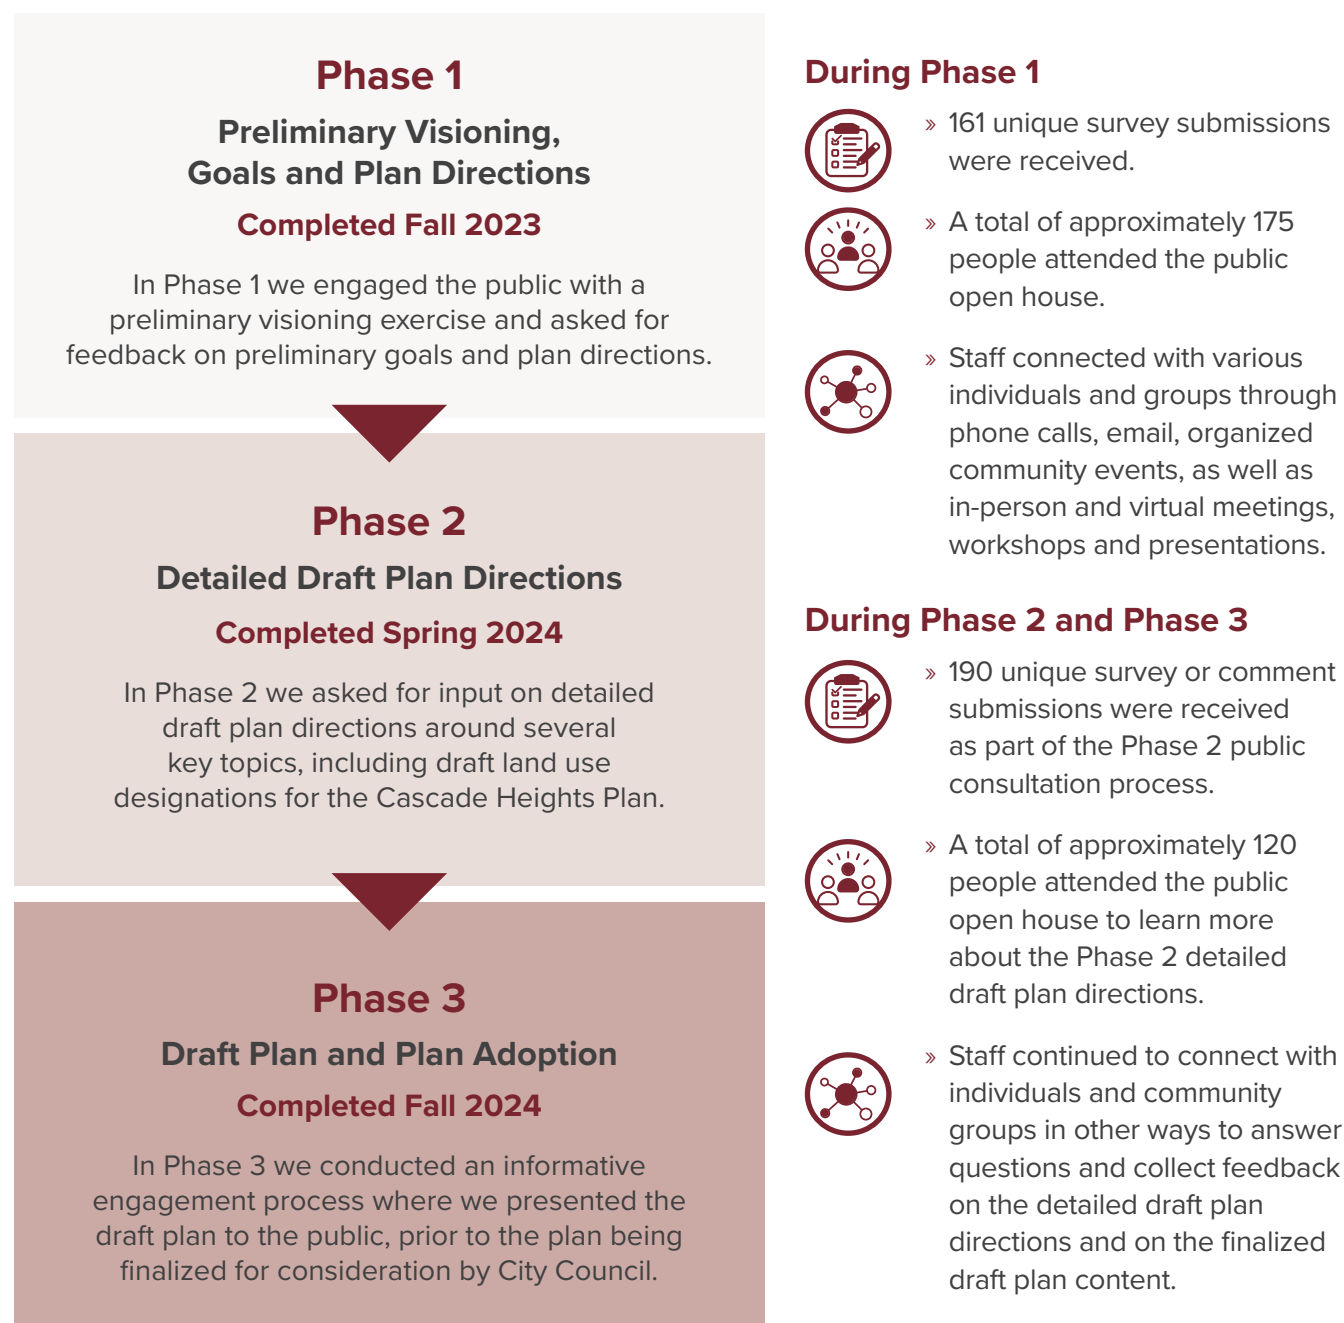 Phase 1
Preliminary Visioning,
Goals and Plan Directions
Completed Fall 2023
In Phase 1 we engaged the public with a
preliminary visioning exercise and asked for
feedback on preliminary goals and plan directions.
Phase 2
Detailed Draft Plan Directions
Completed Spring 2024
In Phase 2 we asked for input on detailed
draft plan directions around several
key topics, including draft land use
designations for the Cascade Heights Plan.
Phase 3
Draft Plan and Plan Adoption
Completed Fall 2024
In Phase 3 we conducted an informative
engagement process where we presented the
draft plan to the public, prior to the plan being
finalized for consideration by City Council.
During Phase 1
» 161 unique survey submissions
were received.
» A total of approximately 175
people attended the public
open house.
» Staff connected with various
individuals and groups through
phone calls, email, organized
community events, as well as
in-person and virtual meetings,
workshops and presentations.
During Phase 2 and Phase 3
» 190 unique survey or comment
submissions were received
as part of the Phase 2 public
consultation process.
» A total of approximately 120
people attended the public
open house to learn more
about the Phase 2 detailed
draft plan directions.
» Staff continued to connect with
individuals and community
groups in other ways to answer
questions and collect feedback
on the detailed draft plan
directions and on the finalized
draft plan content.